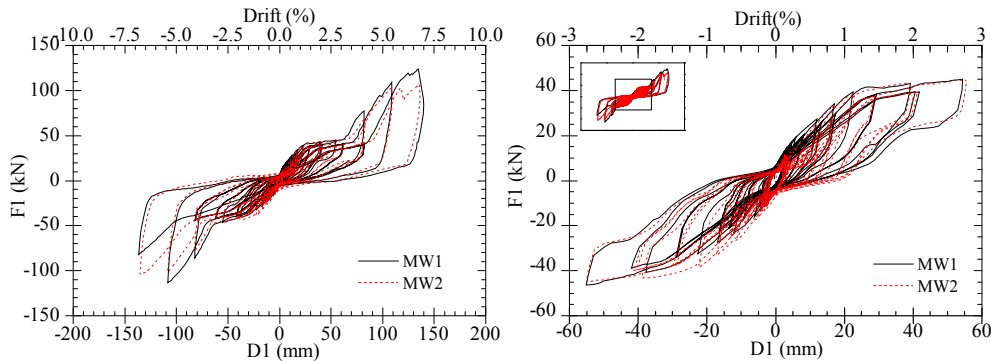 Drift (%)
-10.0 -7.5 -5.0 -2.5 0.0 2.5 5.0 7.5 10.0
150
100
50
0
-50
-100
-150
F1 (kN)
MW1
MW2
-200 -150 -100 -50 0 50 100 150 200
D1 (mm)
Drift(%)
-3 -2 -1 0 1 2 3
60
40
20
0
-20
-40
-60
F1 (kN)
MW1
MW2
-60 -40 -20 0 20 40 60
D1 (mm)